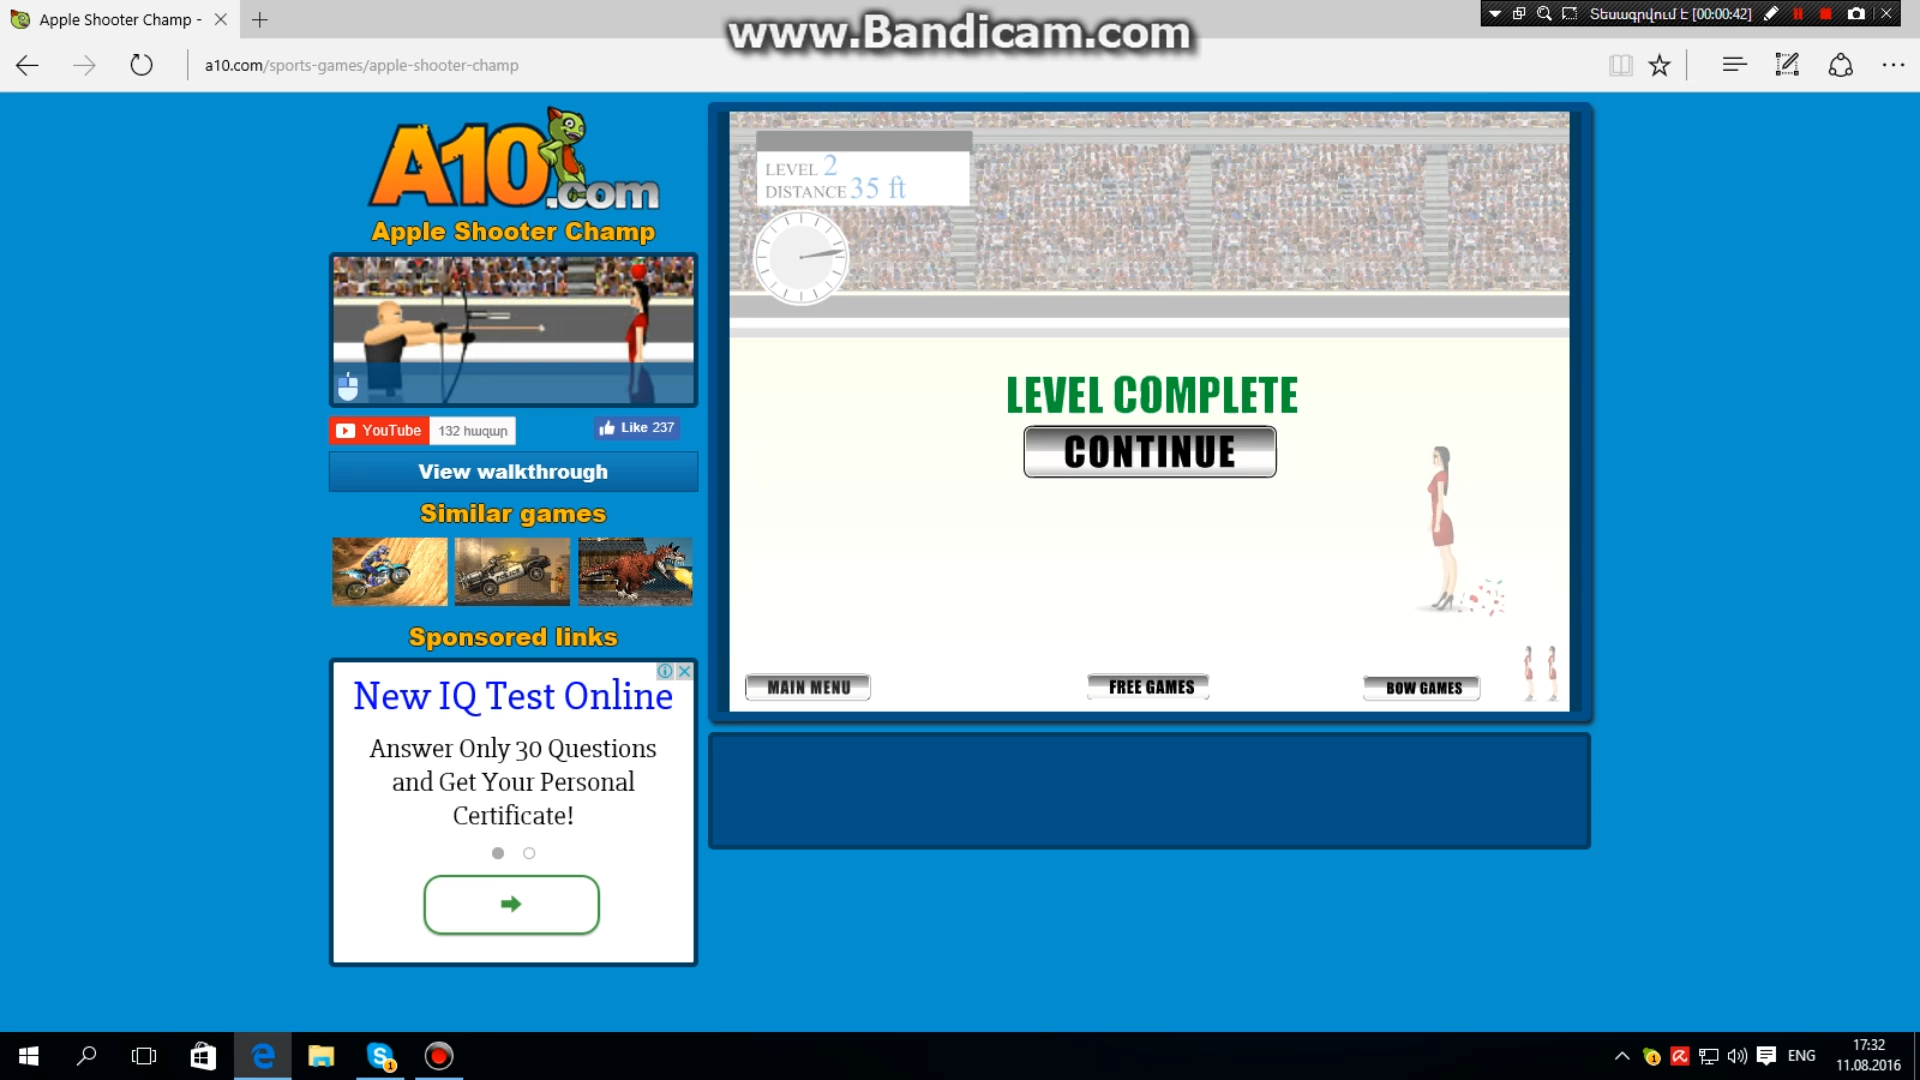 Apple Shooter Champ -
www.Bandicam.com
Տեսագրվում է [00:00:42]
a10.com/sports-games/apple-shooter-champ
A10.com
Apple Shooter Champ
YouTube 132 հազար
Like 237
View walkthrough
Similar games
POLICE
Sponsored links
New IQ Test Online
Answer Only 30 Questions
and Get Your Personal
Certificate!
LEVEL 2
DISTANCE 35 ft
LEVEL COMPLETE
CONTINUE
MAIN MENU
FREE GAMES
BOW GAMES
1
1
ENG
17:32
11.08.2016